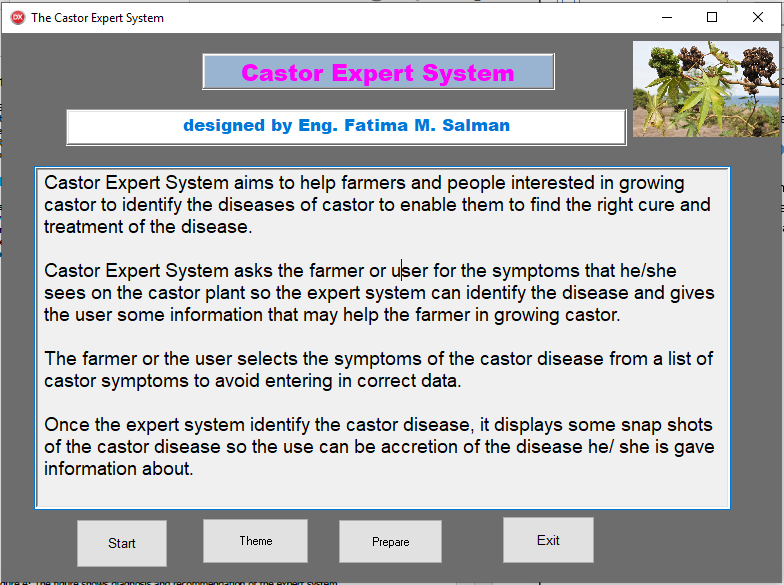 DX The Castor Expert System
Castor Expert System
designed by Eng. Fatima M. Salman
Castor Expert System aims to help farmers and people interested in growing
castor to identify the diseases of castor to enable them to find the right cure and
treatment of the disease.
Castor Expert System asks the farmer or user for the symptoms that he/she
sees on the castor plant so the expert system can identify the disease and gives
the user some information that may help the farmer in growing castor.
The farmer or the user selects the symptoms of the castor disease from a list of
castor symptoms to avoid entering in correct data.
Once the expert system identify the castor disease, it displays some snap shots
of the castor disease so the use can be accretion of the disease he/ she is gave
information about.
Start Theme Prepare Exit